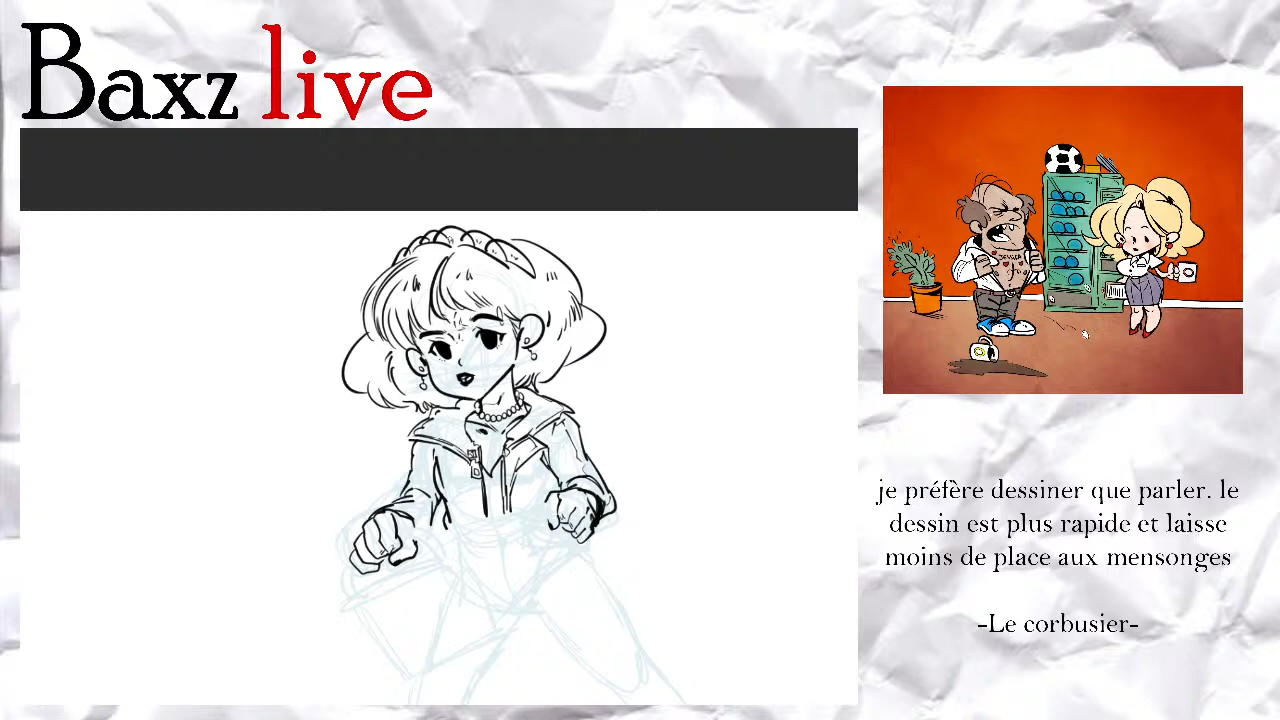 Baxz live
je préfère dessiner que parler. le
dessin est plus rapide et laisse
moins de place aux mensonges
-Le corbusier-